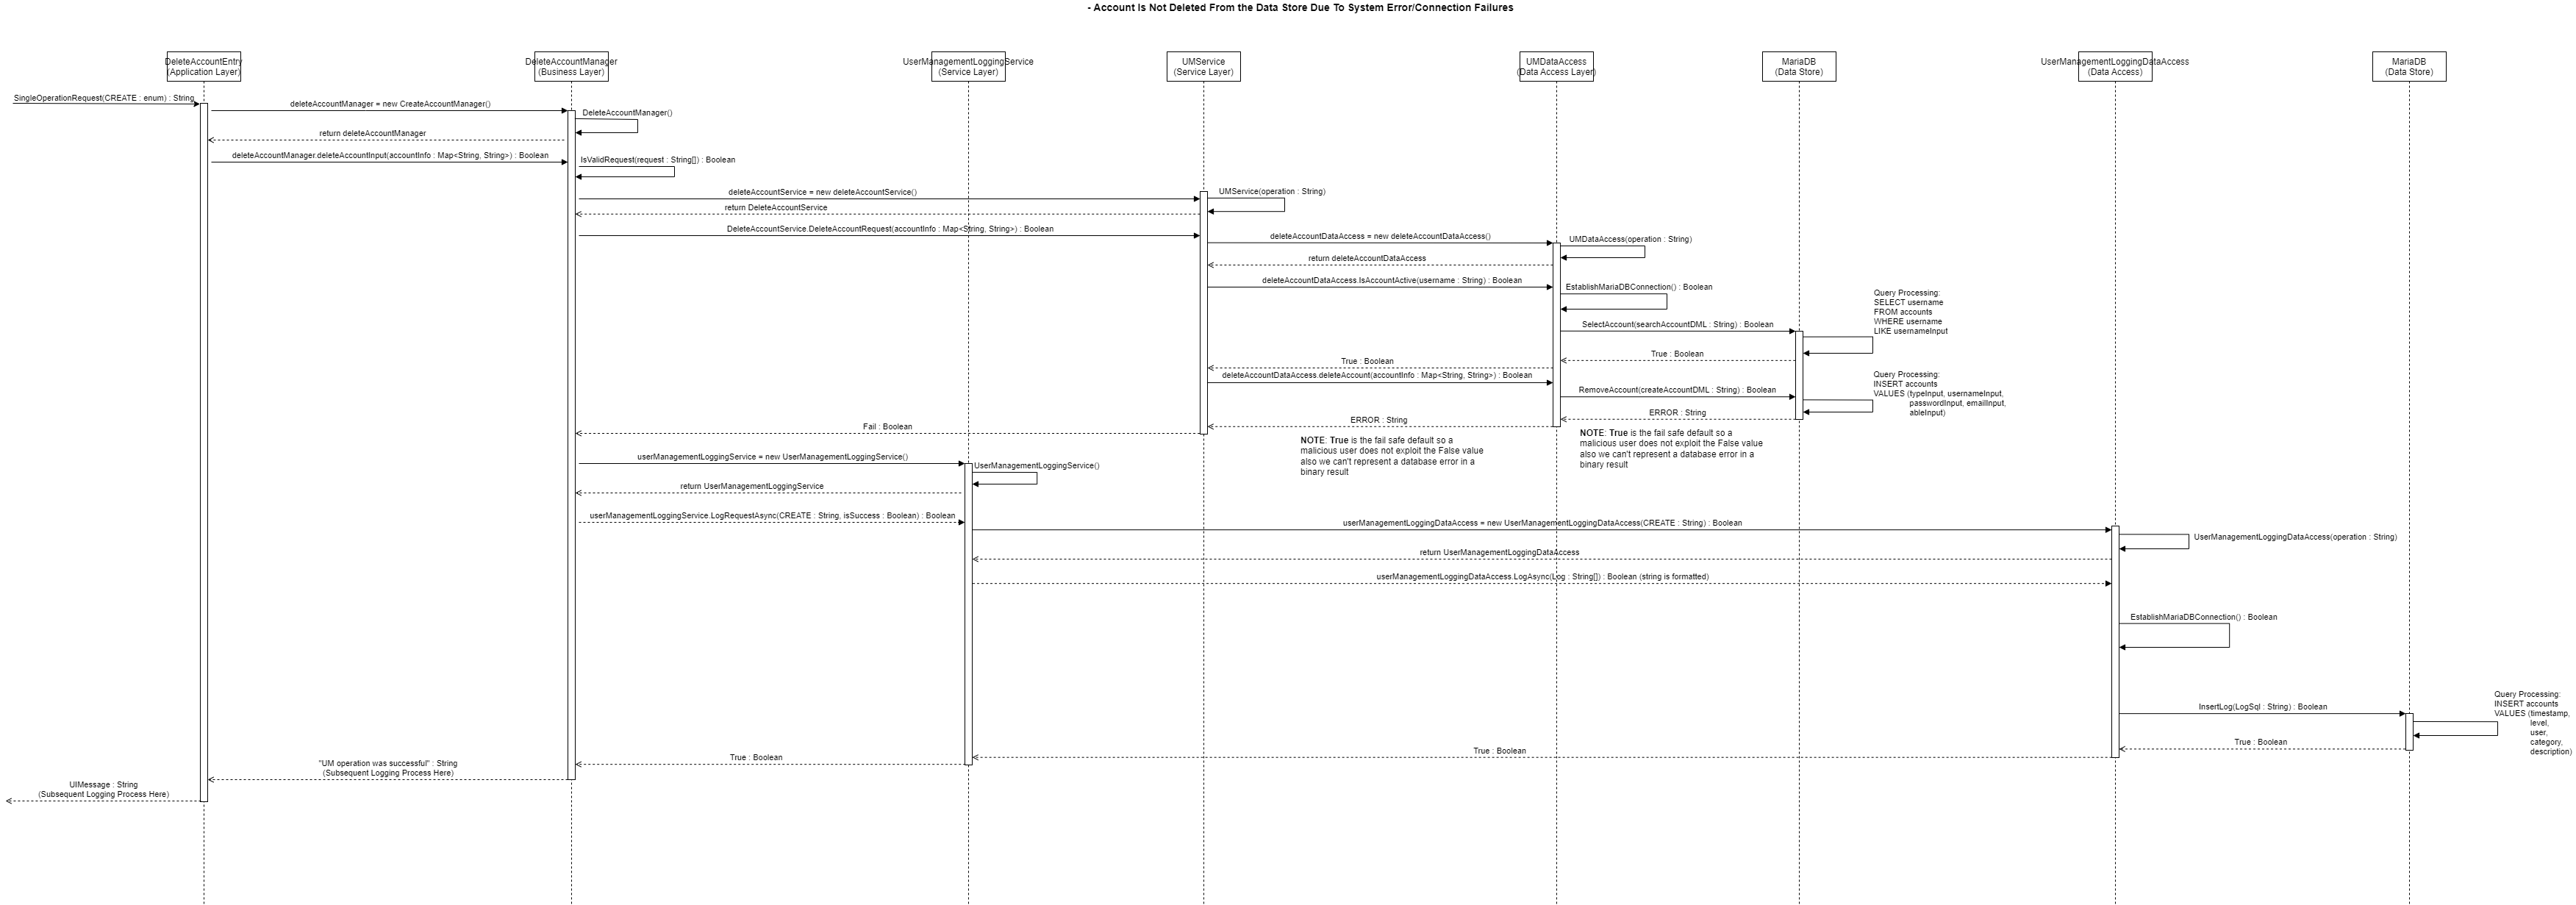 - Account Is Not Deleted From the Data Store Due To System Error/Connection Failures
DeleteAccountEntry
(Application Layer)
DeleteAccountManager
(Business Layer)
UserManagementLoggingService
(Service Layer)
UMService
(Service Layer)
UMDataAccess
(Data Access Layer)
MariaDB
(Data Store)
UserManagementLoggingDataAccess
(Data Access)
MariaDB
(Data Store)
SingleOperationRequest(CREATE : enum) : String
deleteAccountManager = new CreateAccountManager()
DeleteAccountManager()
return deleteAccountManager
deleteAccountManager.deleteAccountInput(accountInfo : Map<String, String>) : Boolean
IsValidRequest(request : String[]) : Boolean
deleteAccountService = new deleteAccountService()
UMService(operation : String)
return DeleteAccountService
DeleteAccountService.DeleteAccountRequest(accountInfo : Map<String, String>) : Boolean
deleteAccountDataAccess = new deleteAccountDataAccess()
UMDataAccess(operation : String)
return deleteAccountDataAccess
deleteAccountDataAccess.IsAccountActive(username : String) : Boolean
EstablishMariaDBConnection() : Boolean
Query Processing:
SELECT username
FROM accounts
WHERE username
LIKE usernameInput
SelectAccount(searchAccountDML : String) : Boolean
True : Boolean
True : Boolean
deleteAccountDataAccess.deleteAccount(accountInfo : Map<String, String>) : Boolean
Query Processing:
INSERT accounts
VALUES (typeInput, usernameInput,
passwordInput, emailInput,
ableInput)
RemoveAccount(createAccountDML : String) : Boolean
ERROR : String
ERROR : String
Fail : Boolean
NOTE: True is the fail safe default so a
malicious user does not exploit the False value
also we can't represent a database error in a
binary result
NOTE: True is the fail safe default so a
malicious user does not exploit the False value
also we can't represent a database error in a
binary result
userManagementLoggingService = new UserManagementLoggingService()
UserManagementLoggingService()
return UserManagementLoggingService
userManagementLoggingService.LogRequestAsync(CREATE : String, isSuccess : Boolean) : Boolean
userManagementLoggingDataAccess = new UserManagementLoggingDataAccess(CREATE : String) : Boolean
UserManagementLoggingDataAccess(operation : String)
return UserManagementLoggingDataAccess
userManagementLoggingDataAccess.LogAsync(Log : String[]) : Boolean (string is formatted)
EstablishMariaDBConnection() : Boolean
Query Processing:
INSERT accounts
VALUES (timestamp,
level,
user,
category,
description)
InsertLog(LogSql : String) : Boolean
True : Boolean
True : Boolean
True : Boolean
"UM operation was successful" : String
(Subsequent Logging Process Here)
UIMessage : String
(Subsequent Logging Process Here)